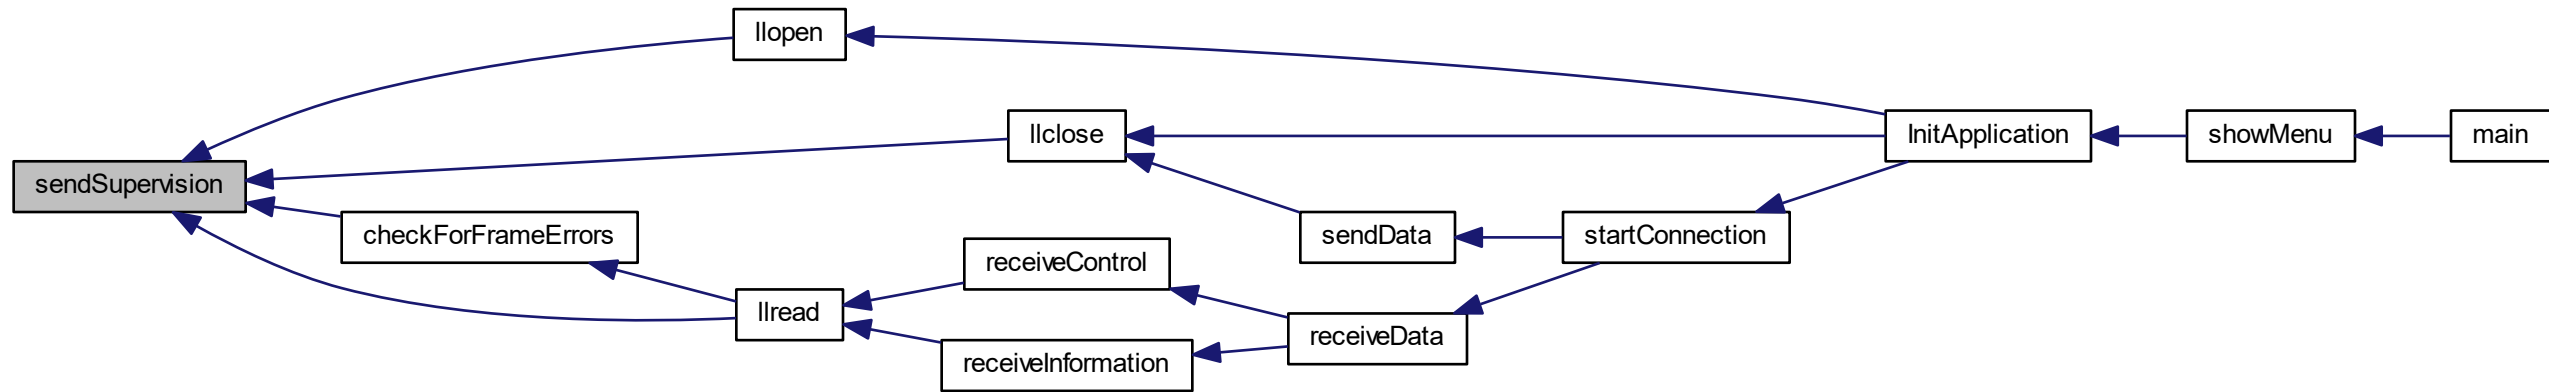 llopen
llclose
InitApplication
showMenu
main
sendSupervision
checkForFrameErrors
sendData
startConnection
receiveControl
llread
receiveData
receiveInformation